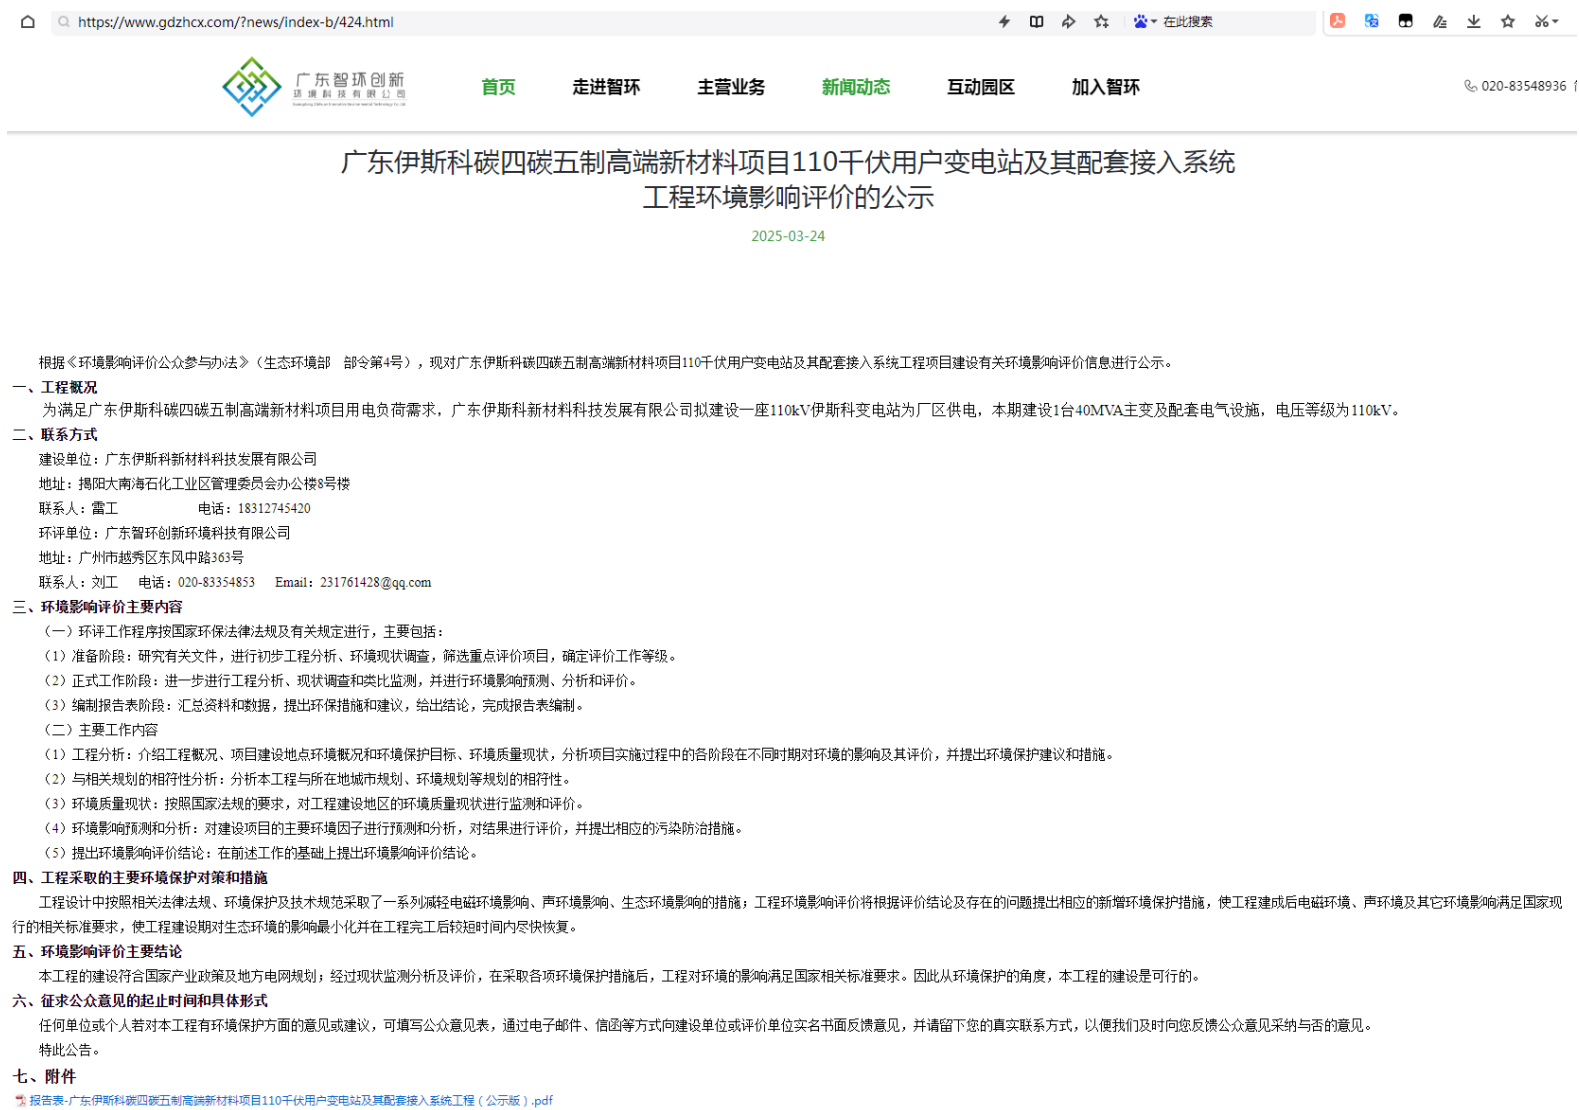 https://www.gdzhcx.com/?news/index-b/424.html
在此搜索
广东智环创新
环境科技有限公司
首页
走进智环
主营业务
新闻动态
互动园区
加入智环
020-83548936
广东伊斯科碳四碳五制高端新材料项目110千伏用户变电站及其配套接入系统
工程环境影响评价的公示
2025-03-24
根据《环境影响评价公众参与办法》（生态环境部　部令第4号），现对广东伊斯科碳四碳五制高端新材料项目110千伏用户变电站及其配套接入系统工程项目建设有关环境影响评价信息进行公示。
一、工程概况
为满足广东伊斯科碳四碳五制高端新材料项目用电负荷需求，广东伊斯科新材料科技发展有限公司拟建设一座110kV伊斯科变电站为厂区供电，本期建设1台40MVA主变及配套电气设施，电压等级为110kV。
二、联系方式
建设单位：广东伊斯科新材料科技发展有限公司
地址：揭阳大南海石化工业区管理委员会办公楼8号楼
联系人：雷工　　　　　　电话：18312745420
环评单位：广东智环创新环境科技有限公司
地址：广州市越秀区东风中路363号
联系人：刘工　 电话：020-83354853　 Email：231761428@qq.com
三、环境影响评价主要内容
（一）环评工作程序按国家环保法律法规及有关规定进行，主要包括：
（1）准备阶段：研究有关文件，进行初步工程分析、环境现状调查，筛选重点评价项目，确定评价工作等级。
（2）正式工作阶段：进一步进行工程分析、现状调查和类比监测，并进行环境影响预测、分析和评价。
（3）编制报告表阶段：汇总资料和数据，提出环保措施和建议，给出结论，完成报告表编制。
（二）主要工作内容
（1）工程分析：介绍工程概况、项目建设地点环境概况和环境保护目标、环境质量现状，分析项目实施过程中的各阶段在不同时期对环境的影响及其评价，并提出环境保护建议和措施。
（2）与相关规划的相符性分析：分析本工程与所在地城市规划、环境规划等规划的相符性。
（3）环境质量现状：按照国家法规的要求，对工程建设地区的环境质量现状进行监测和评价。
（4）环境影响预测和分析：对建设项目的主要环境因子进行预测和分析，对结果进行评价，并提出相应的污染防治措施。
（5）提出环境影响评价结论：在前述工作的基础上提出环境影响评价结论。
四、工程采取的主要环境保护对策和措施
工程设计中按照相关法律法规、环境保护及技术规范采取了一系列减轻电磁环境影响、声环境影响、生态环境影响的措施；工程环境影响评价将根据评价结论及存在的问题提出相应的新增环境保护措施，使工程建成后电磁环境、声环境及其它环境影响满足国家现
行的相关标准要求，使工程建设期对生态环境的影响最小化并在工程完工后较短时间内尽快恢复。
五、环境影响评价主要结论
本工程的建设符合国家产业政策及地方电网规划；经过现状监测分析及评价，在采取各项环境保护措施后，工程对环境的影响满足国家相关标准要求。因此从环境保护的角度，本工程的建设是可行的。
六、征求公众意见的起止时间和具体形式
任何单位或个人若对本工程有环境保护方面的意见或建议，可填写公众意见表，通过电子邮件、信函等方式向建设单位或评价单位实名书面反馈意见，并请留下您的真实联系方式，以便我们及时向您反馈公众意见采纳与否的意见。
特此公告。
七、附件
报告表-广东伊斯科碳四碳五制高端新材料项目110千伏用户变电站及其配套接入系统工程（公示版）.pdf